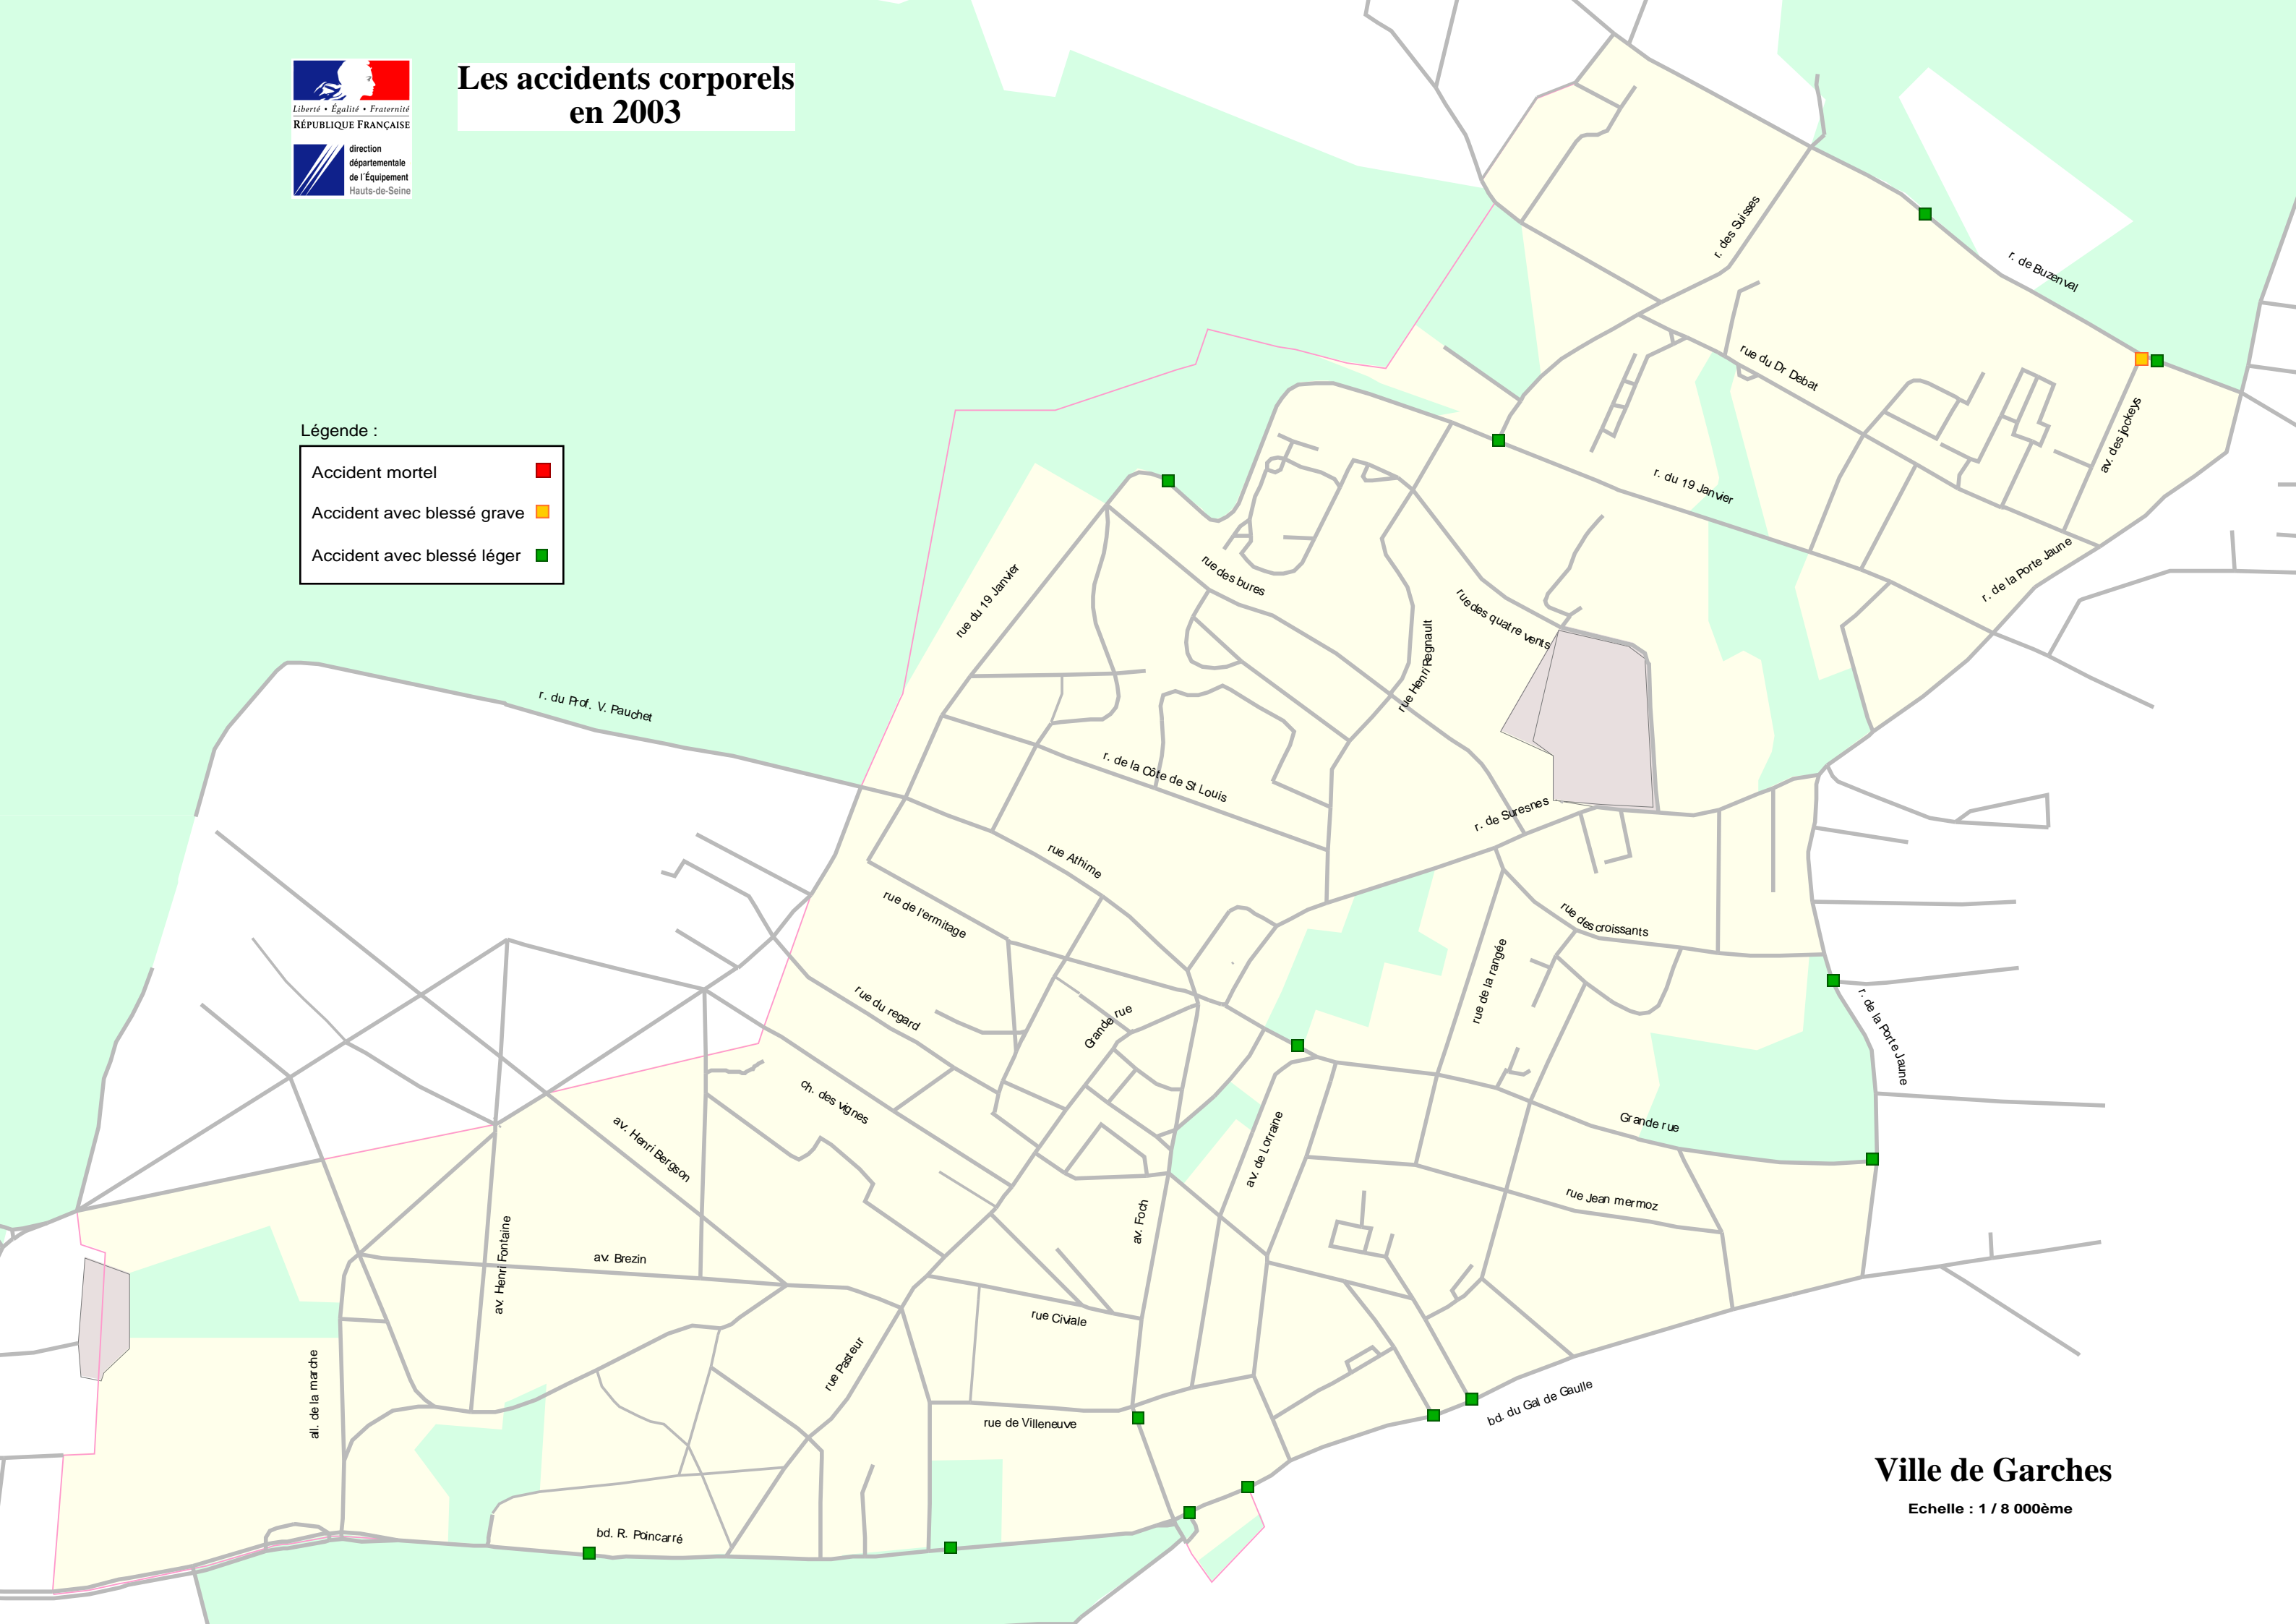 Les accidents corporels
en 2003
Liberté • Égalité • Fraternité
RÉPUBLIQUE FRANÇAISE
direction
départementale
de l'Équipement
Hauts-de-Seine
Légende :
Accident mortel
Accident avec blessé grave
Accident avec blessé léger
r. des Suisses
r. de Buzenval
rue du Dr Debat
av. des jockeys
r. du 19 Janvier
r. de la Porte Jaune
rue des bures
rue du 19 Janvier
rue des quatre vents
rue Henri Regnault
r. du Prof. V. Pauchet
r. de la Côte de St Louis
r. de Suresnes
rue Athime
rue de l'ermitage
rue des croissants
rue de la rangée
rue du regard
Grande rue
r. de la Porte Jaune
ch. des vignes
av. Henri Bergson
av. de Lorraine
Grande rue
rue Jean mermoz
av. Foch
av. Henri Fontaine
av. Brezin
rue Civiale
rue Pasteur
all. de la marche
rue de Villeneuve
bd. du Gal de Gaulle
bd. R. Poincarré
Ville de Garches
Echelle : 1 / 8 000ème